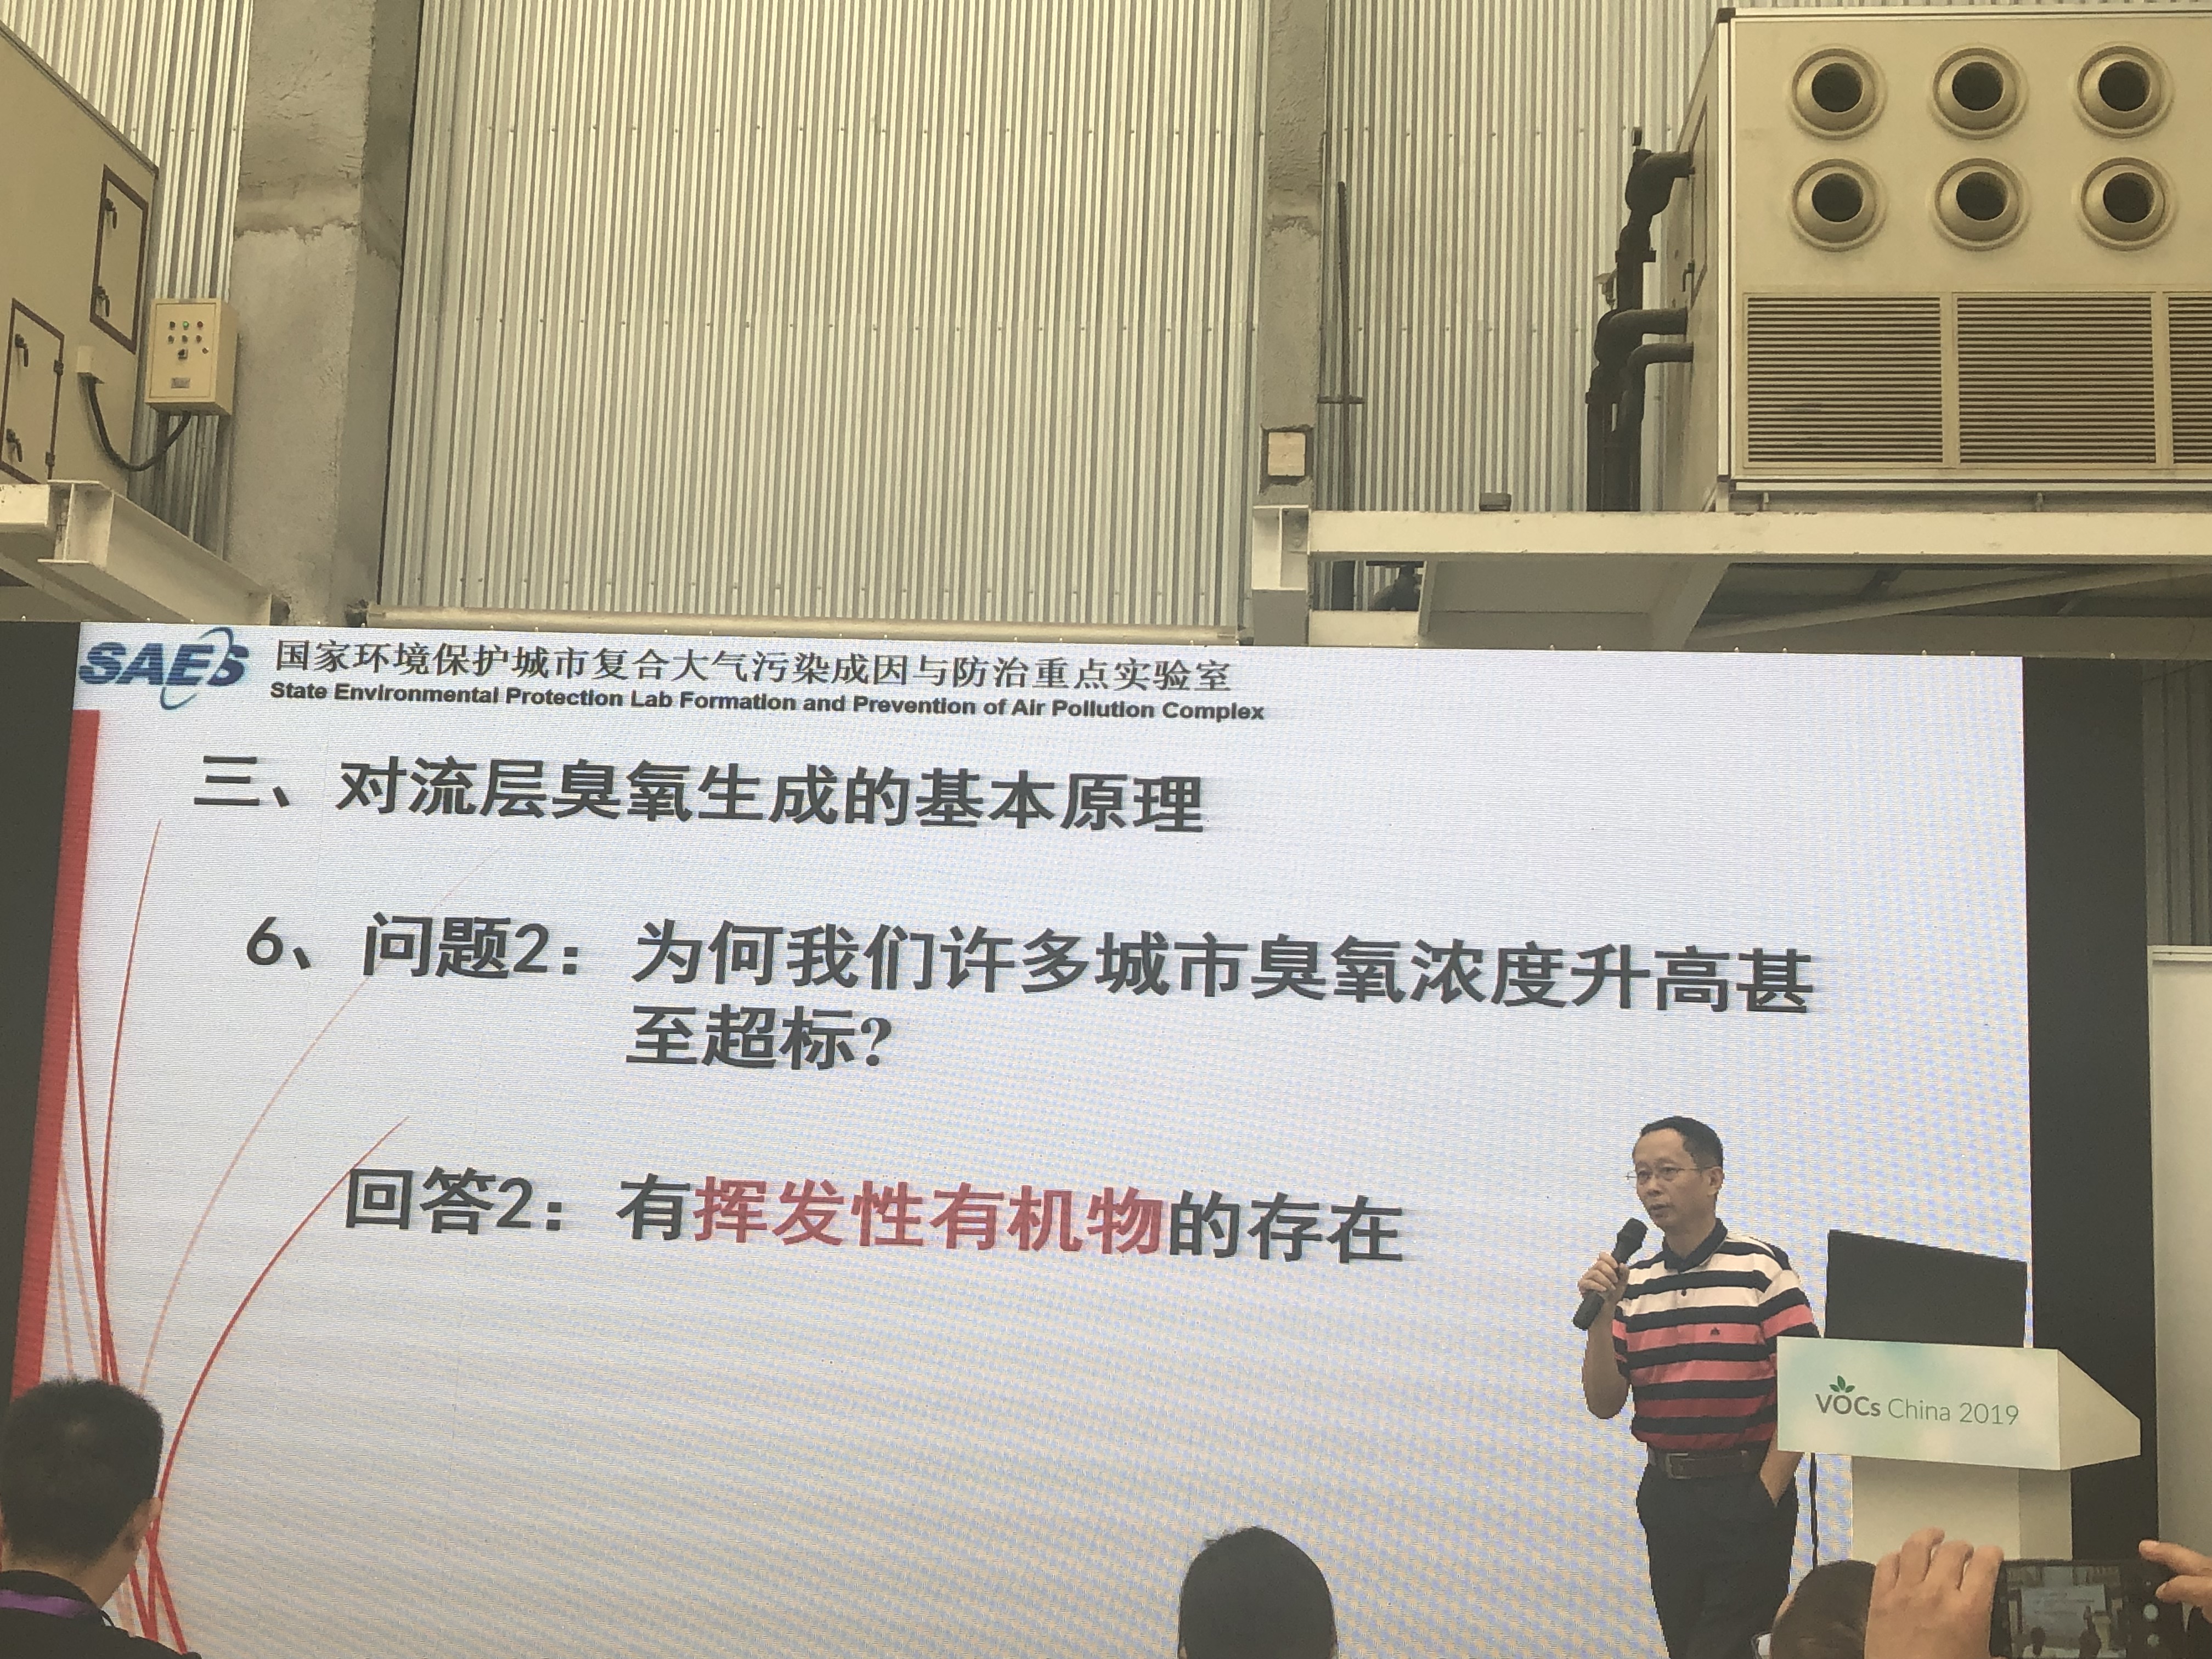 SAES
国家环境保护城市复合大气污染成因与防治重点实验室
State Environmental Protection Lab Formation and Prevention of Air Pollution Complex
三、对流层臭氧生成的基本原理
6、问题2：为何我们许多城市臭氧浓度升高甚
至超标?
回答2：有挥发性有机物的存在
VOCs China 2019